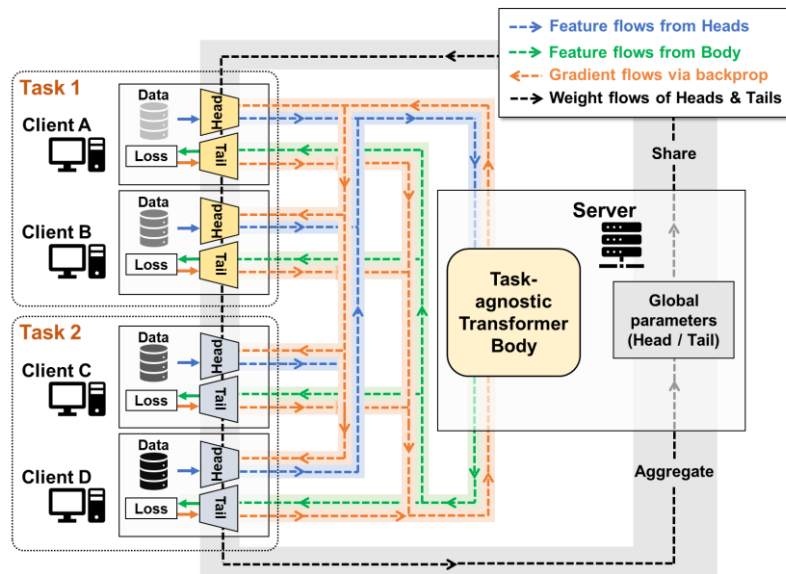 Feature flows from Heads
Feature flows from Body
Gradient flows via backprop
Weight flows of Heads & Tails
Task 1
Client A
Data
Head
Tail
Loss
Client B
Head
Tail
Loss
Task 2
Client C
Data
Head
Tail
Loss
Client D
Data
Head
Tail
Loss
Share
Server
Task-
agnostic
Transformer
Body
Global
parameters
(Head / Tail)
Aggregate